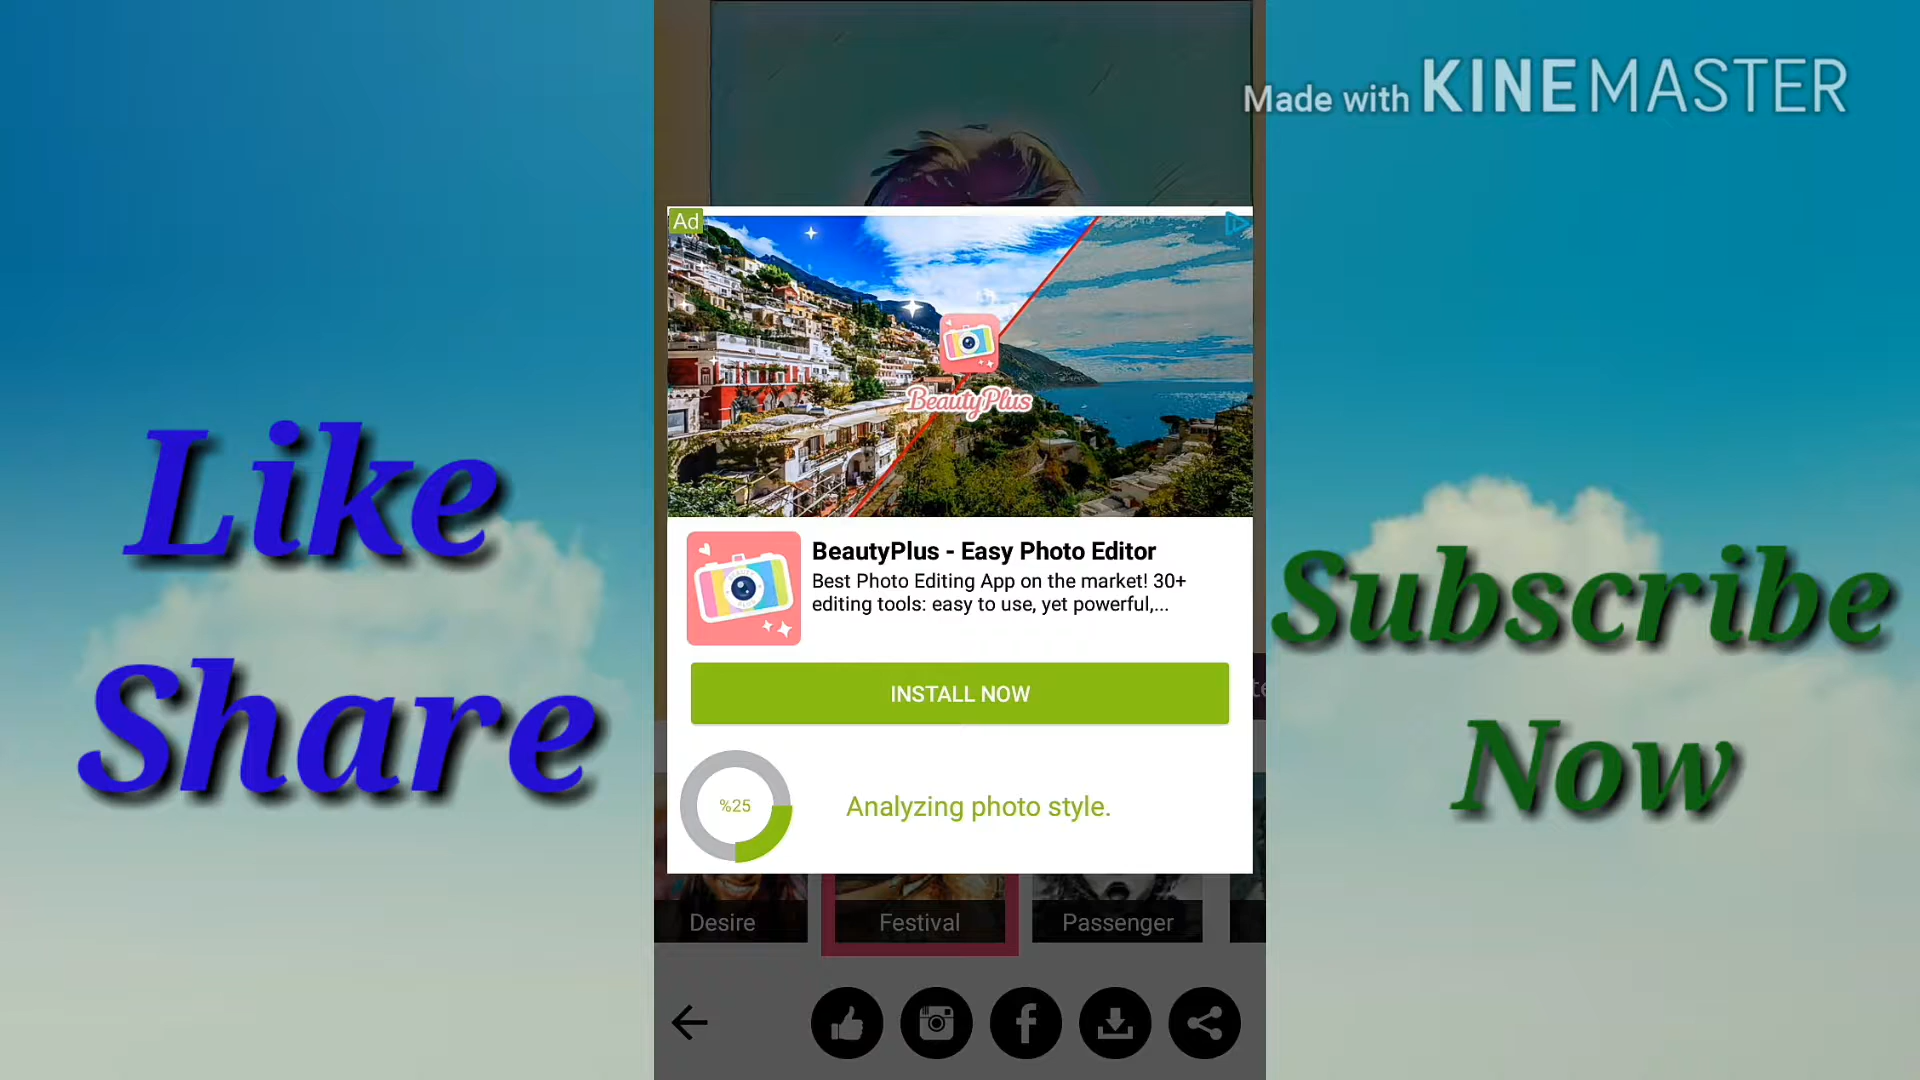 Made with KINEMASTER
Ad
BeautyPlus
BeautyPlus - Easy Photo Editor
Best Photo Editing App on the market! 30+
editing tools: easy to use, yet powerful,...
INSTALL NOW
%25
Analyzing photo style.
Desire
Festival
Passenger
Like
Share
Subscribe
Now